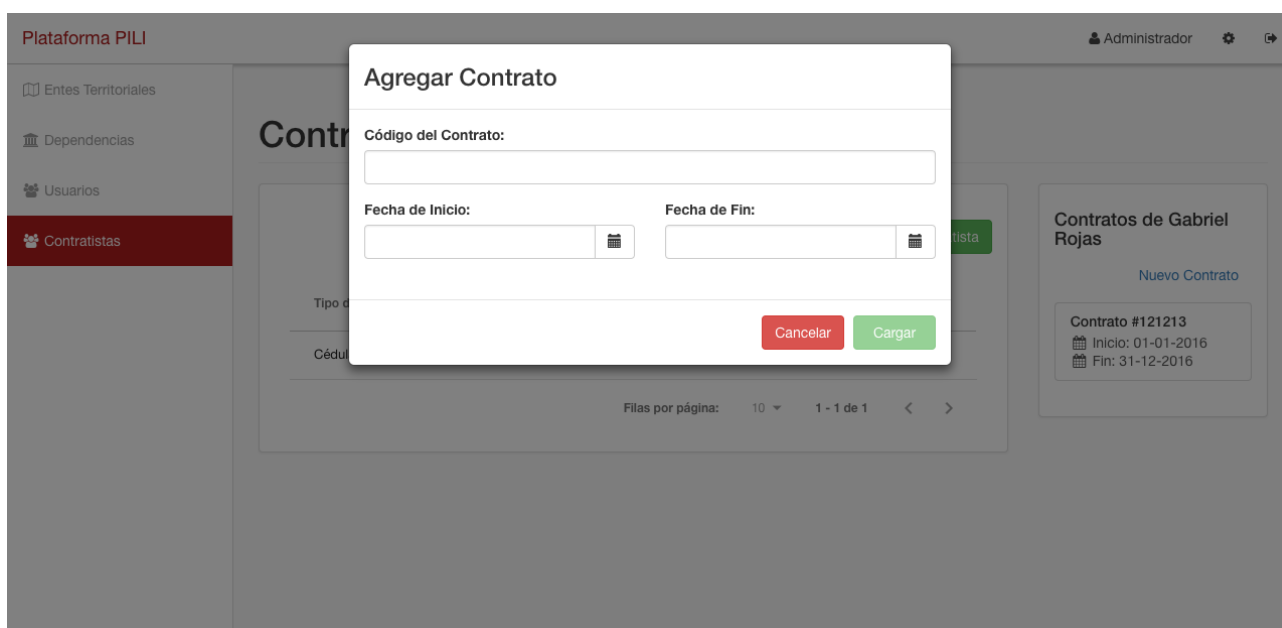 Plataforma PILI
Administrador
Entes Territoriales
Dependencias
Usuarios
Contratistas
Contr
Agregar Contrato
Código del Contrato:
Fecha de Inicio:
Fecha de Fin:
Cancelar
Cargar
tista
Tipo d
Cédul
Filas por página:
10
1 - 1 de 1
Contratos de Gabriel
Rojas
Nuevo Contrato
Contrato #121213
Inicio: 01-01-2016
Fin: 31-12-2016